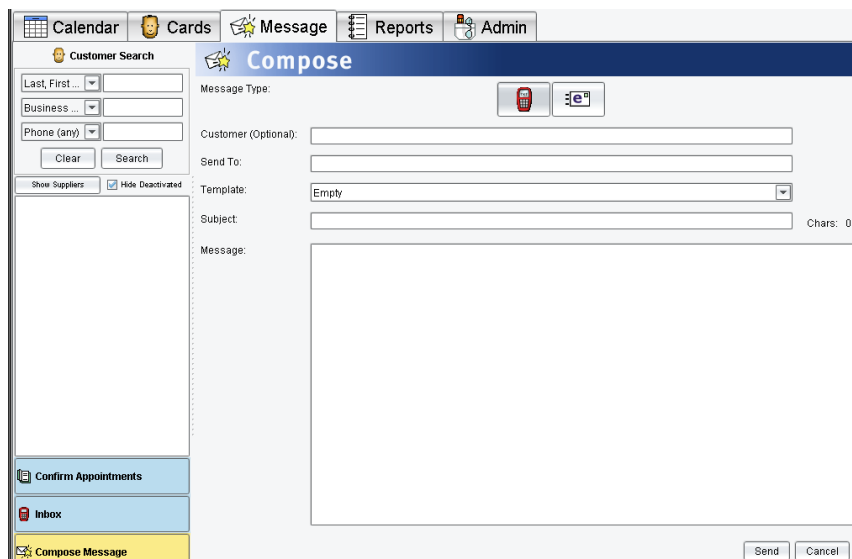 Calendar Cards Message Reports Admin
Customer Search
Last, First ...
Business ...
Phone (any)
Clear Search
Show Suppliers Hide Deactivated
Confirm Appointments
Inbox
Compose Message
Compose
Message Type:
e
Customer (Optional):
Send To:
Template: Empty
Subject: Chars: 0
Message:
Send Cancel